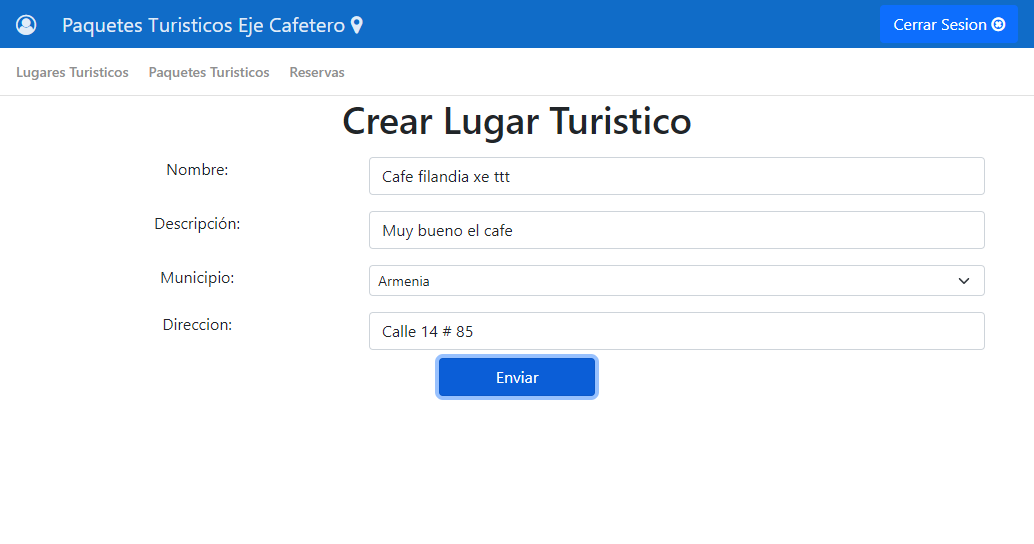 Paquetes Turisticos Eje Cafetero
Cerrar Sesion
Lugares Turisticos
Paquetes Turisticos
Reservas
Crear Lugar Turistico
Nombre:
Cafe filandia xe ttt
Descripción:
Muy bueno el cafe
Municipio:
Armenia
Direccion:
Calle 14 # 85
Enviar